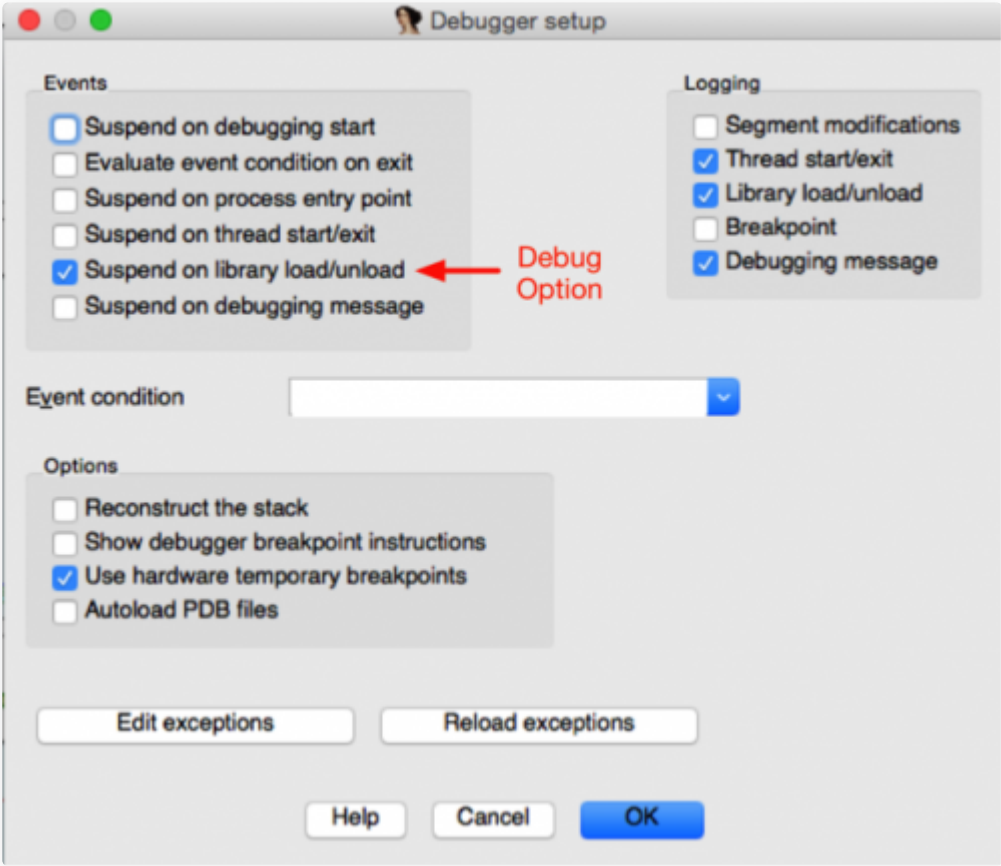 Debugger setup
Events
Suspend on debugging start
Evaluate event condition on exit
Suspend on process entry point
Suspend on thread start/exit
Suspend on library load/unload
Suspend on debugging message
Debug
Option
Logging
Segment modifications
Thread start/exit
Library load/unload
Breakpoint
Debugging message
Event condition
Options
Reconstruct the stack
Show debugger breakpoint instructions
Use hardware temporary breakpoints
Autoload PDB files
Edit exceptions
Reload exceptions
Help
Cancel
OK